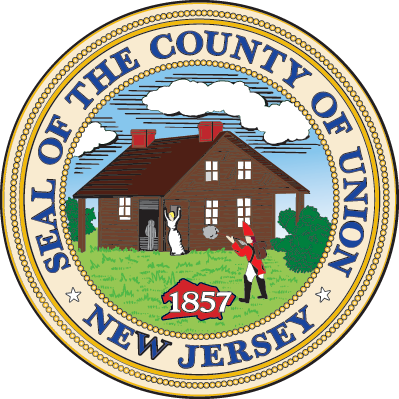 SEAL OF THE COUNTY OF UNION
NEW JERSEY
1857